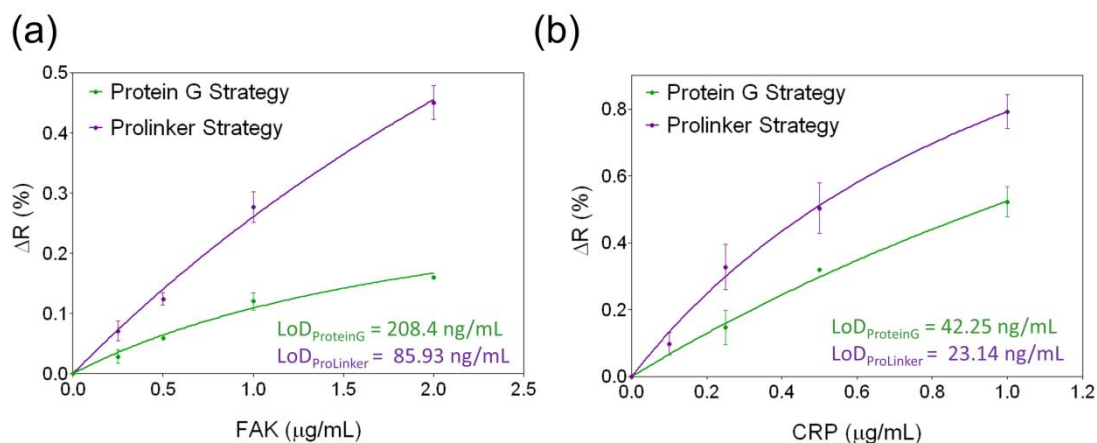 (a)
0.5
0.4
0.3
0.2
0.1
0.0
0.0 0.5 1.0 1.5 2.0 2.5
ΔR (%)
FAK (µg/mL)
Protein G Strategy
Prolinker Strategy
LoDProteinG = 208.4 ng/mL
LoDProLinker = 85.93 ng/mL
(b)
0.8
0.6
0.4
0.2
0.0
0.0 0.2 0.4 0.6 0.8 1.0 1.2
ΔR (%)
CRP (µg/mL)
Protein G Strategy
Prolinker Strategy
LoDProteinG = 42.25 ng/mL
LoDProLinker = 23.14 ng/mL